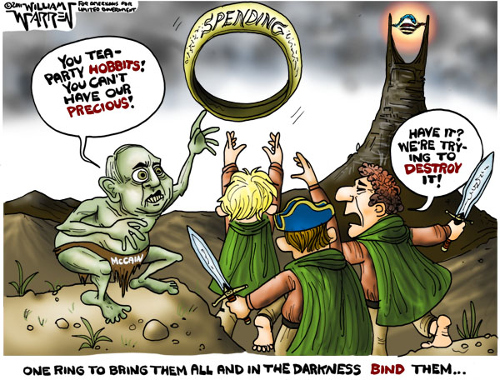 ©2011 WILLIAM
WARREN
FOR AMERICANS FOR
LIMITED GOVERNMENT
SPENDING
YOU TEA-
PARTY HOBBITS!
YOU CAN'T
HAVE OUR
PRECIOUS!
HAVE IT?
WE'RE TRY-
ING TO
DESTROY
IT!
MCCAIN
ONE RING TO BRING THEM ALL AND IN THE DARKNESS BIND THEM...